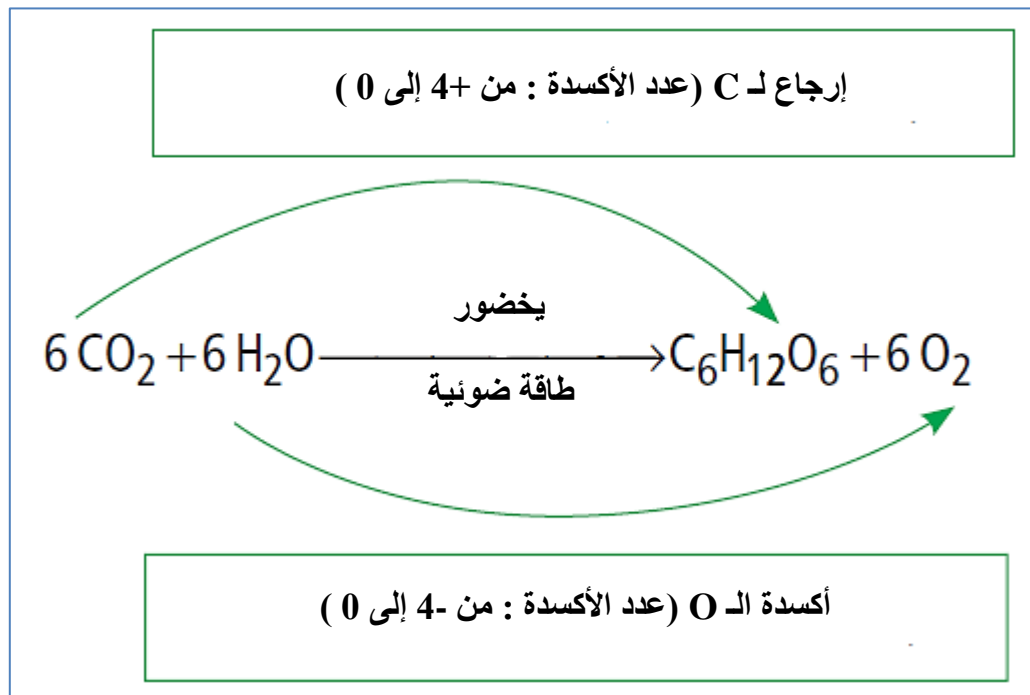 إرجاع لـ C (عدد الأكسدة : من +4 إلى 0 )
يخضور
6 CO₂ + 6 H₂O → C₆H₁₂O₆ + 6 O₂
طاقة ضوئية
أكسدة الـ O (عدد الأكسدة : من -4 إلى 0 )